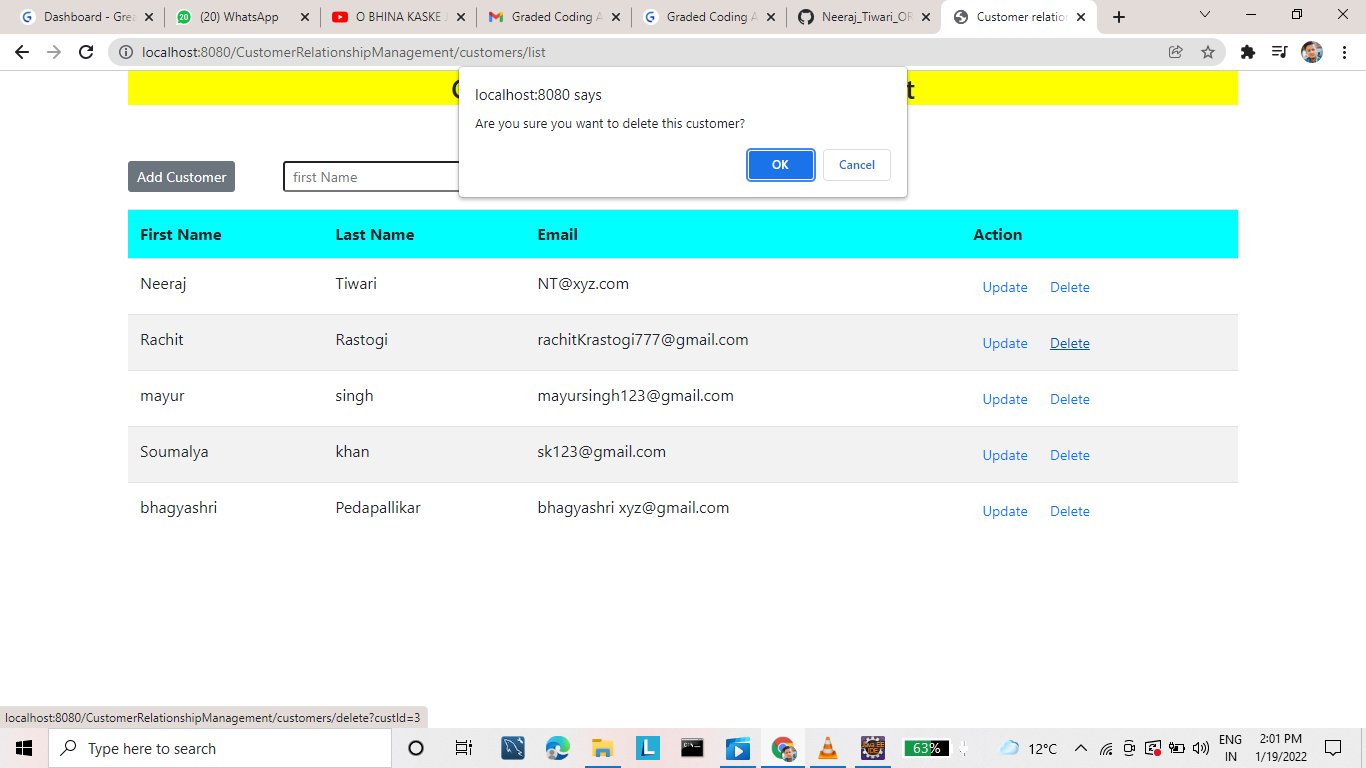 Dashboard - Grea
(20) WhatsApp
O BHINA KASKE J
Graded Coding A
Graded Coding A
Neeraj_Tiwari_OR
Customer relation
localhost:8080/CustomerRelationshipManagement/customers/list
localhost:8080 says
Are you sure you want to delete this customer?
OK Cancel
Add Customer first Name
First Name Last Name Email Action
Neeraj Tiwari NT@xyz.com Update Delete
Rachit Rastogi rachitKrastogi777@gmail.com Update Delete
mayur singh mayursingh123@gmail.com Update Delete
Soumalya khan sk123@gmail.com Update Delete
bhagyashri Pedapallikar bhagyashri xyz@gmail.com Update Delete
localhost:8080/CustomerRelationshipManagement/customers/delete?custId=3
Type here to search
63%
12°C
ENG
IN
2:01 PM
1/19/2022